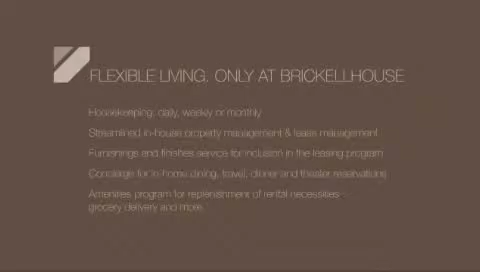 FLEXIBLE LIVING. ONLY AT BRICKELLHOUSE
Housekeeping: daily, weekly or monthly
Streamlined in-house property management & lease management
Furnishings and finishes service for inclusion in the leasing program
Concierge for in-home dining, travel, dinner and theater reservations
Amenities program for replenishment of rental necessities -
grocery delivery and more.